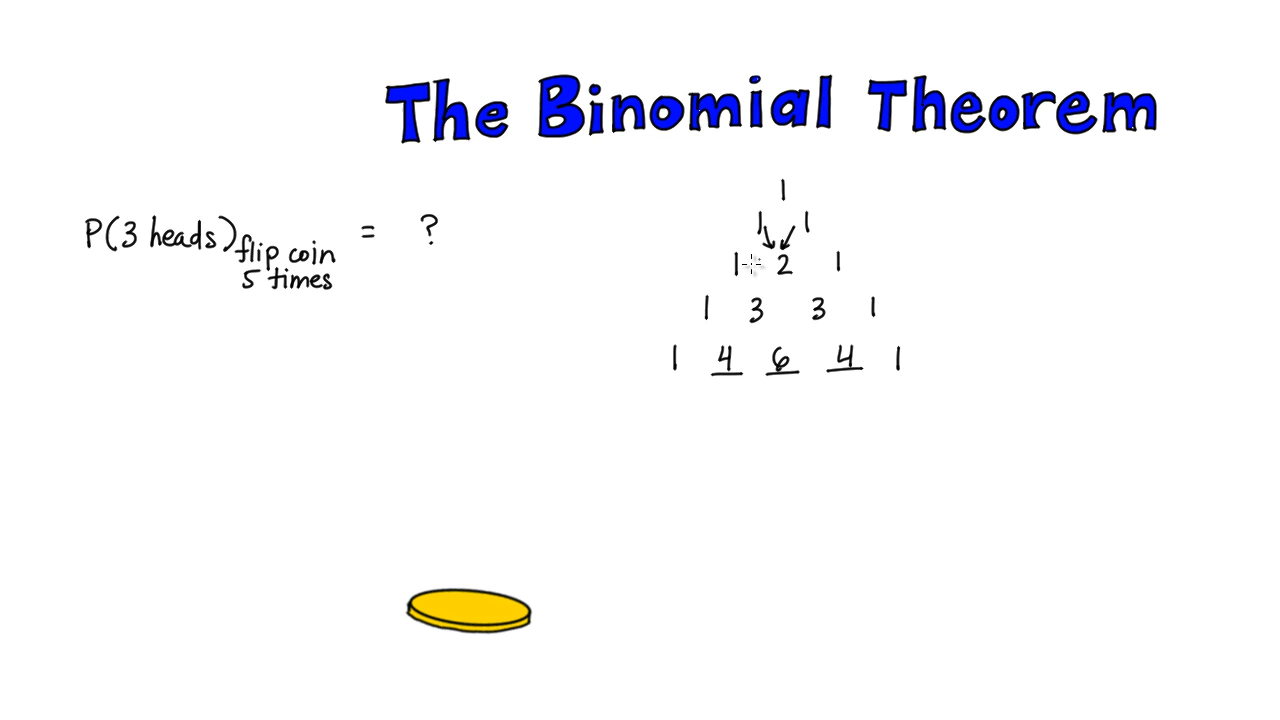 The Binomial Theorem
P(3 heads) flip coin 5 times = ?
1
1 1
1 2 1
1 3 3 1
1 4 6 4 1